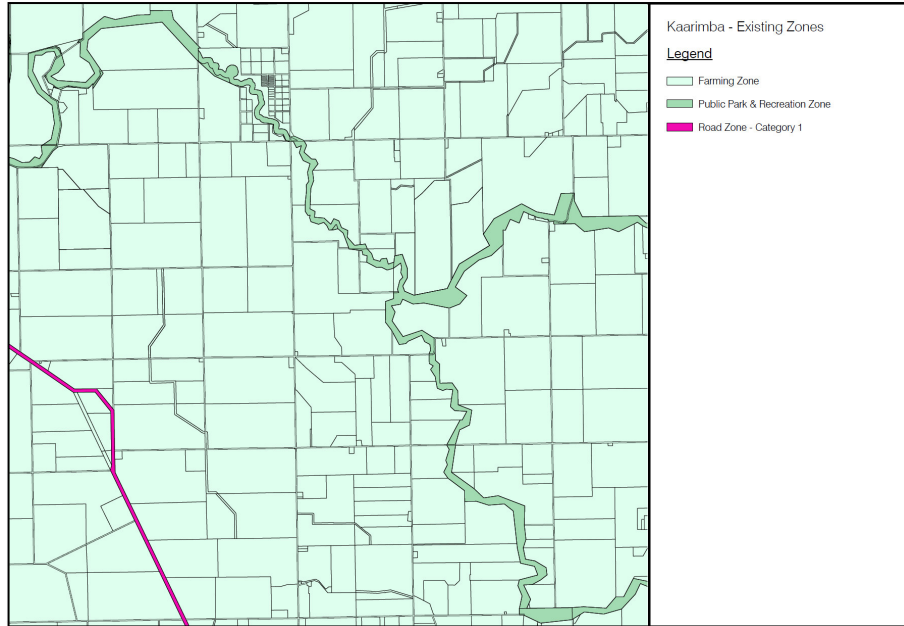 Kaarimba - Existing Zones
Legend
Farming Zone
Public Park & Recreation Zone
Road Zone - Category 1